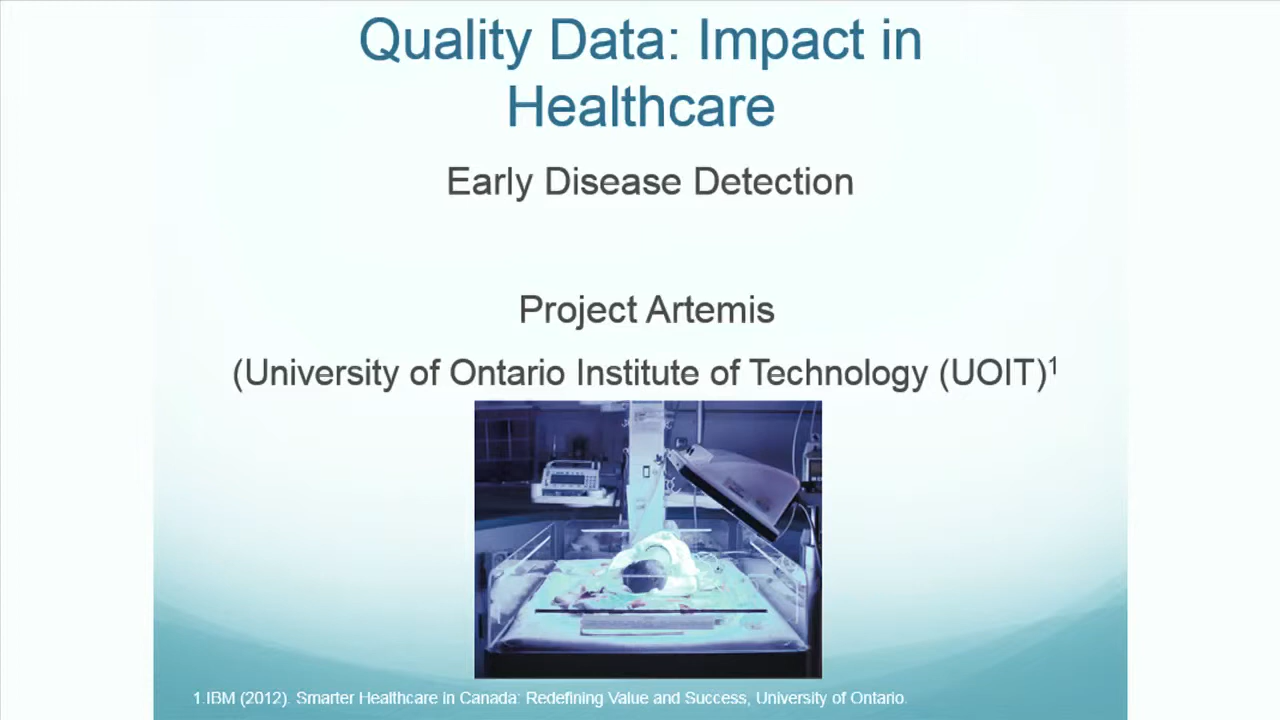 Quality Data: Impact in
Healthcare
Early Disease Detection
Project Artemis
(University of Ontario Institute of Technology (UOIT)¹
1.IBM (2012). Smarter Healthcare in Canada: Redefining Value and Success, University of Ontario.